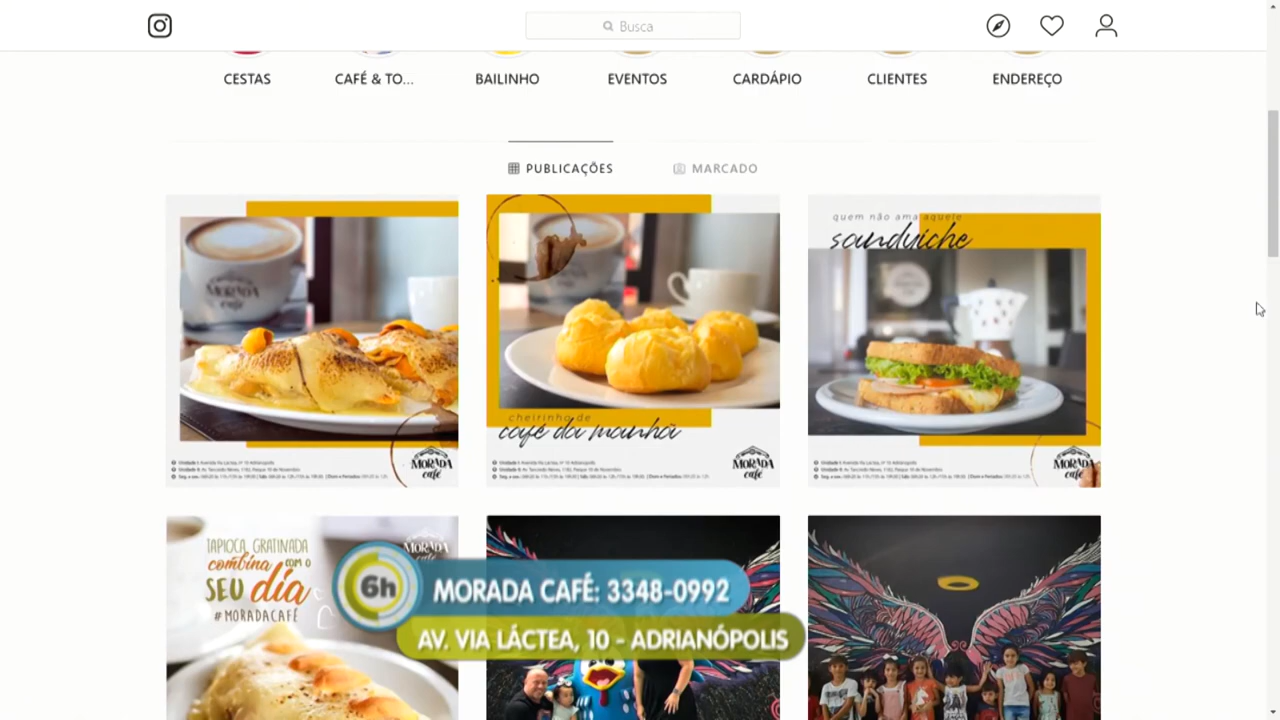 Busca
CESTAS
CAFÉ & TO...
BAILINHO
EVENTOS
CARDÁPIO
CLIENTES
ENDEREÇO
PUBLICAÇÕES
MARCADO
MORADA
café
cheirinho de
café da manhã
MORADA
café
quem não ama aquele
sanduíche
MORADA
café
TAPIOCA GRATINADA
combina com o
SEU dia
#MORADACAFÉ
MORADA
6h
MORADA CAFÉ: 3348-0992
AV. VIA LÁCTEA, 10 - ADRIANÓPOLIS